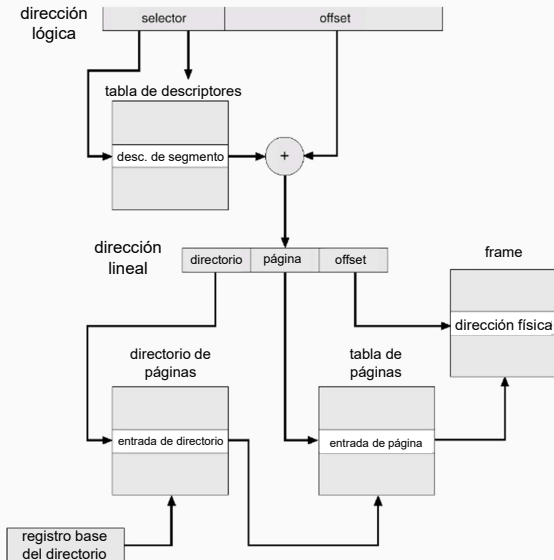 dirección
lógica
selector
offset
tabla de descriptores
desc. de segmento
+
dirección
lineal
directorio
página
offset
frame
dirección física
directorio de
páginas
tabla de
páginas
entrada de directorio
entrada de página
registro base
del directorio